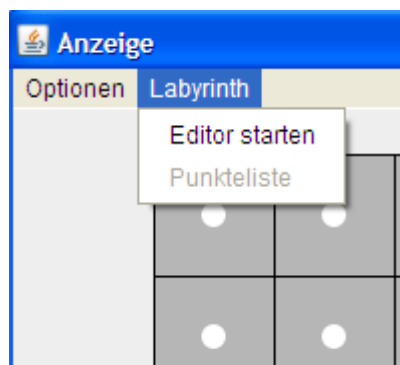 Anzeige
Optionen Labyrinth
Editor starten
Punkteliste